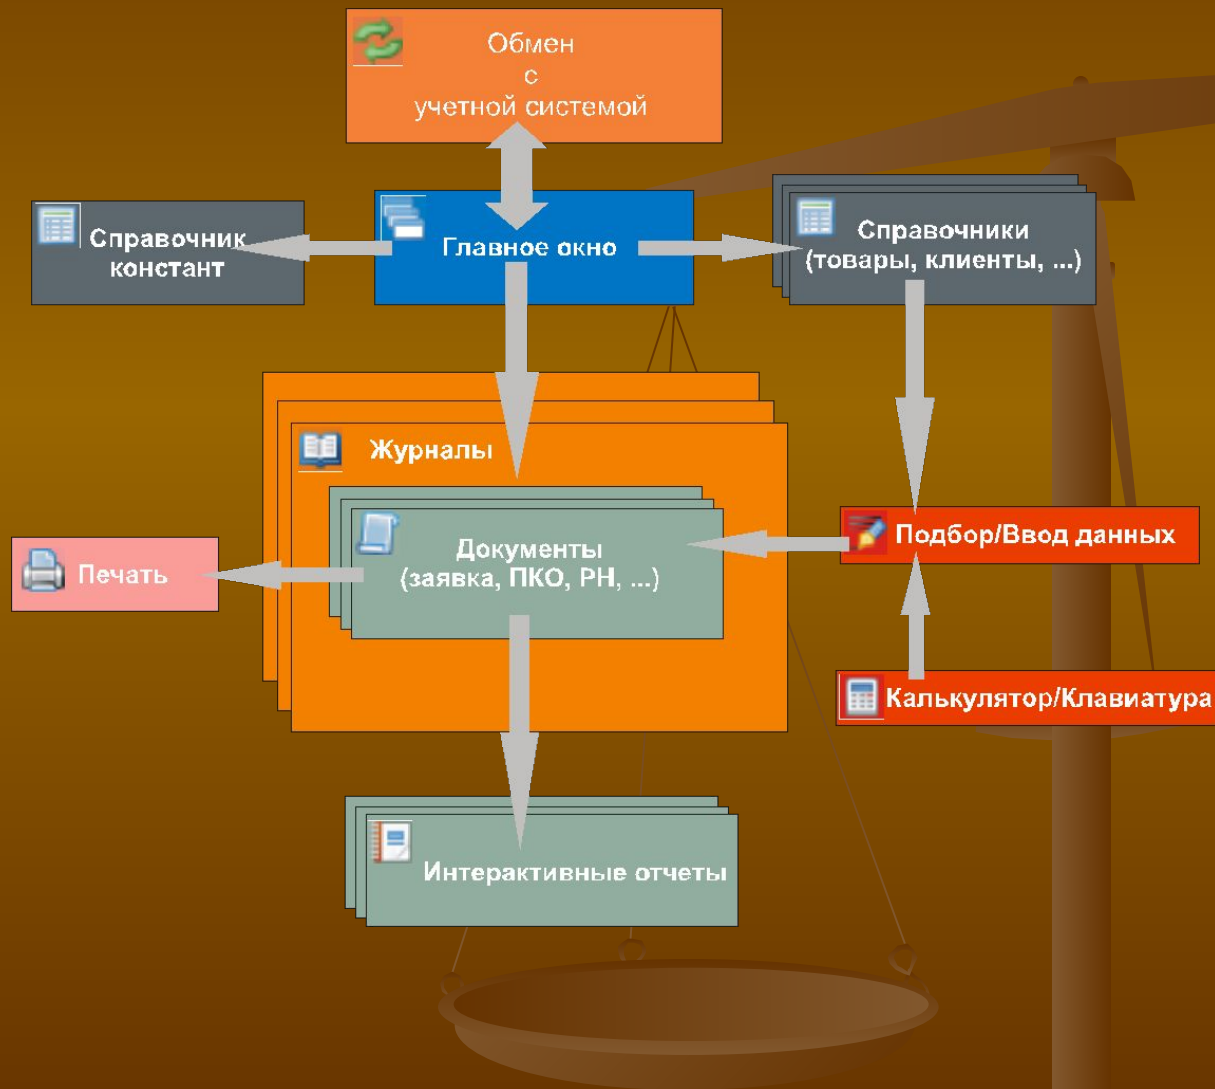 Обмен
с
учетной системой
Справочник
констант
Главное окно
Справочники
(товары, клиенты, ...)
Журналы
Документы
(заявка, ПКО, РН, ...)
Подбор/Ввод данных
Печать
Калькулятор/Клавиатура
Интерактивные отчеты